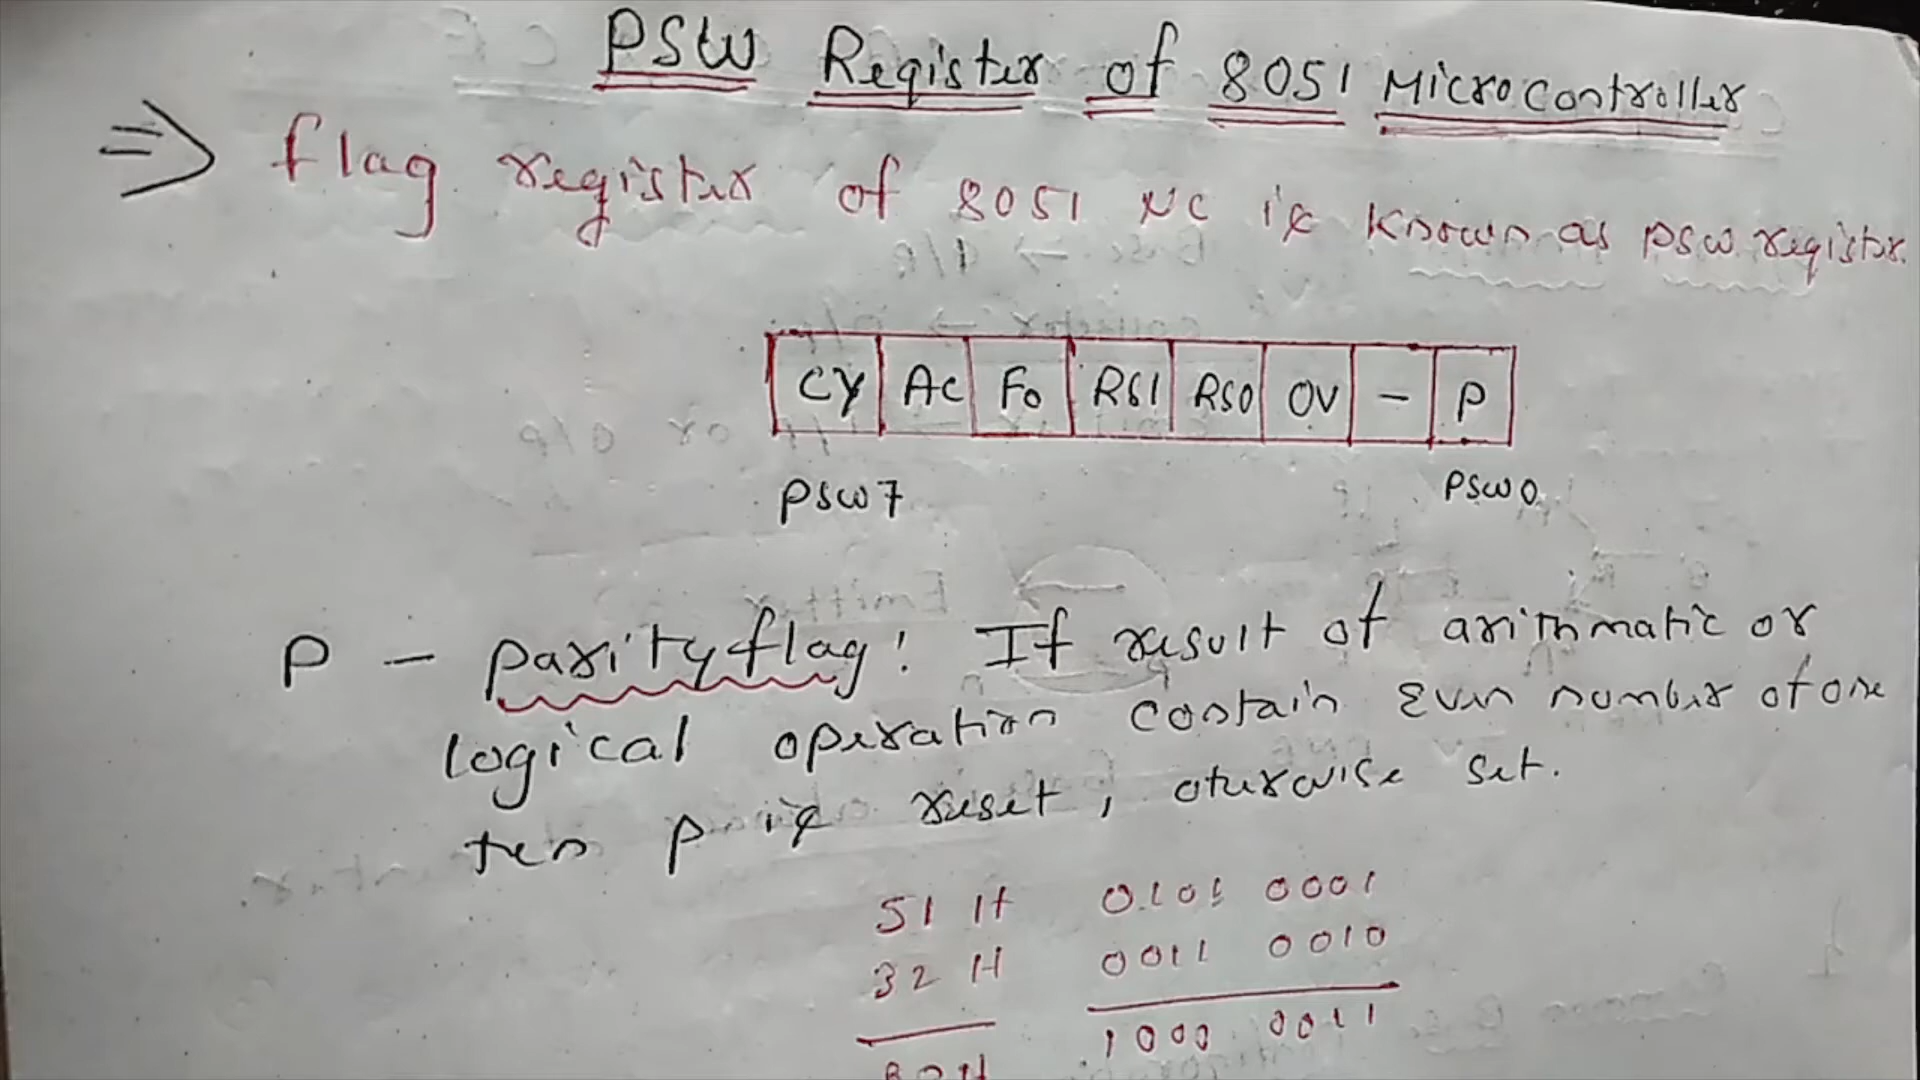 PSW Register of 8051 Microcontroller
⇒ flag register of 8051 μc is known as psw register.
CY AC F0 RS1 RS0 OV - P
PSW7 PSW0
P - parity flag: If result of arithmatic or
logical operation contain even number of one
then p is reset, otherwise set.
51 H 0101 0001
32 H 0011 0010
1000 0011